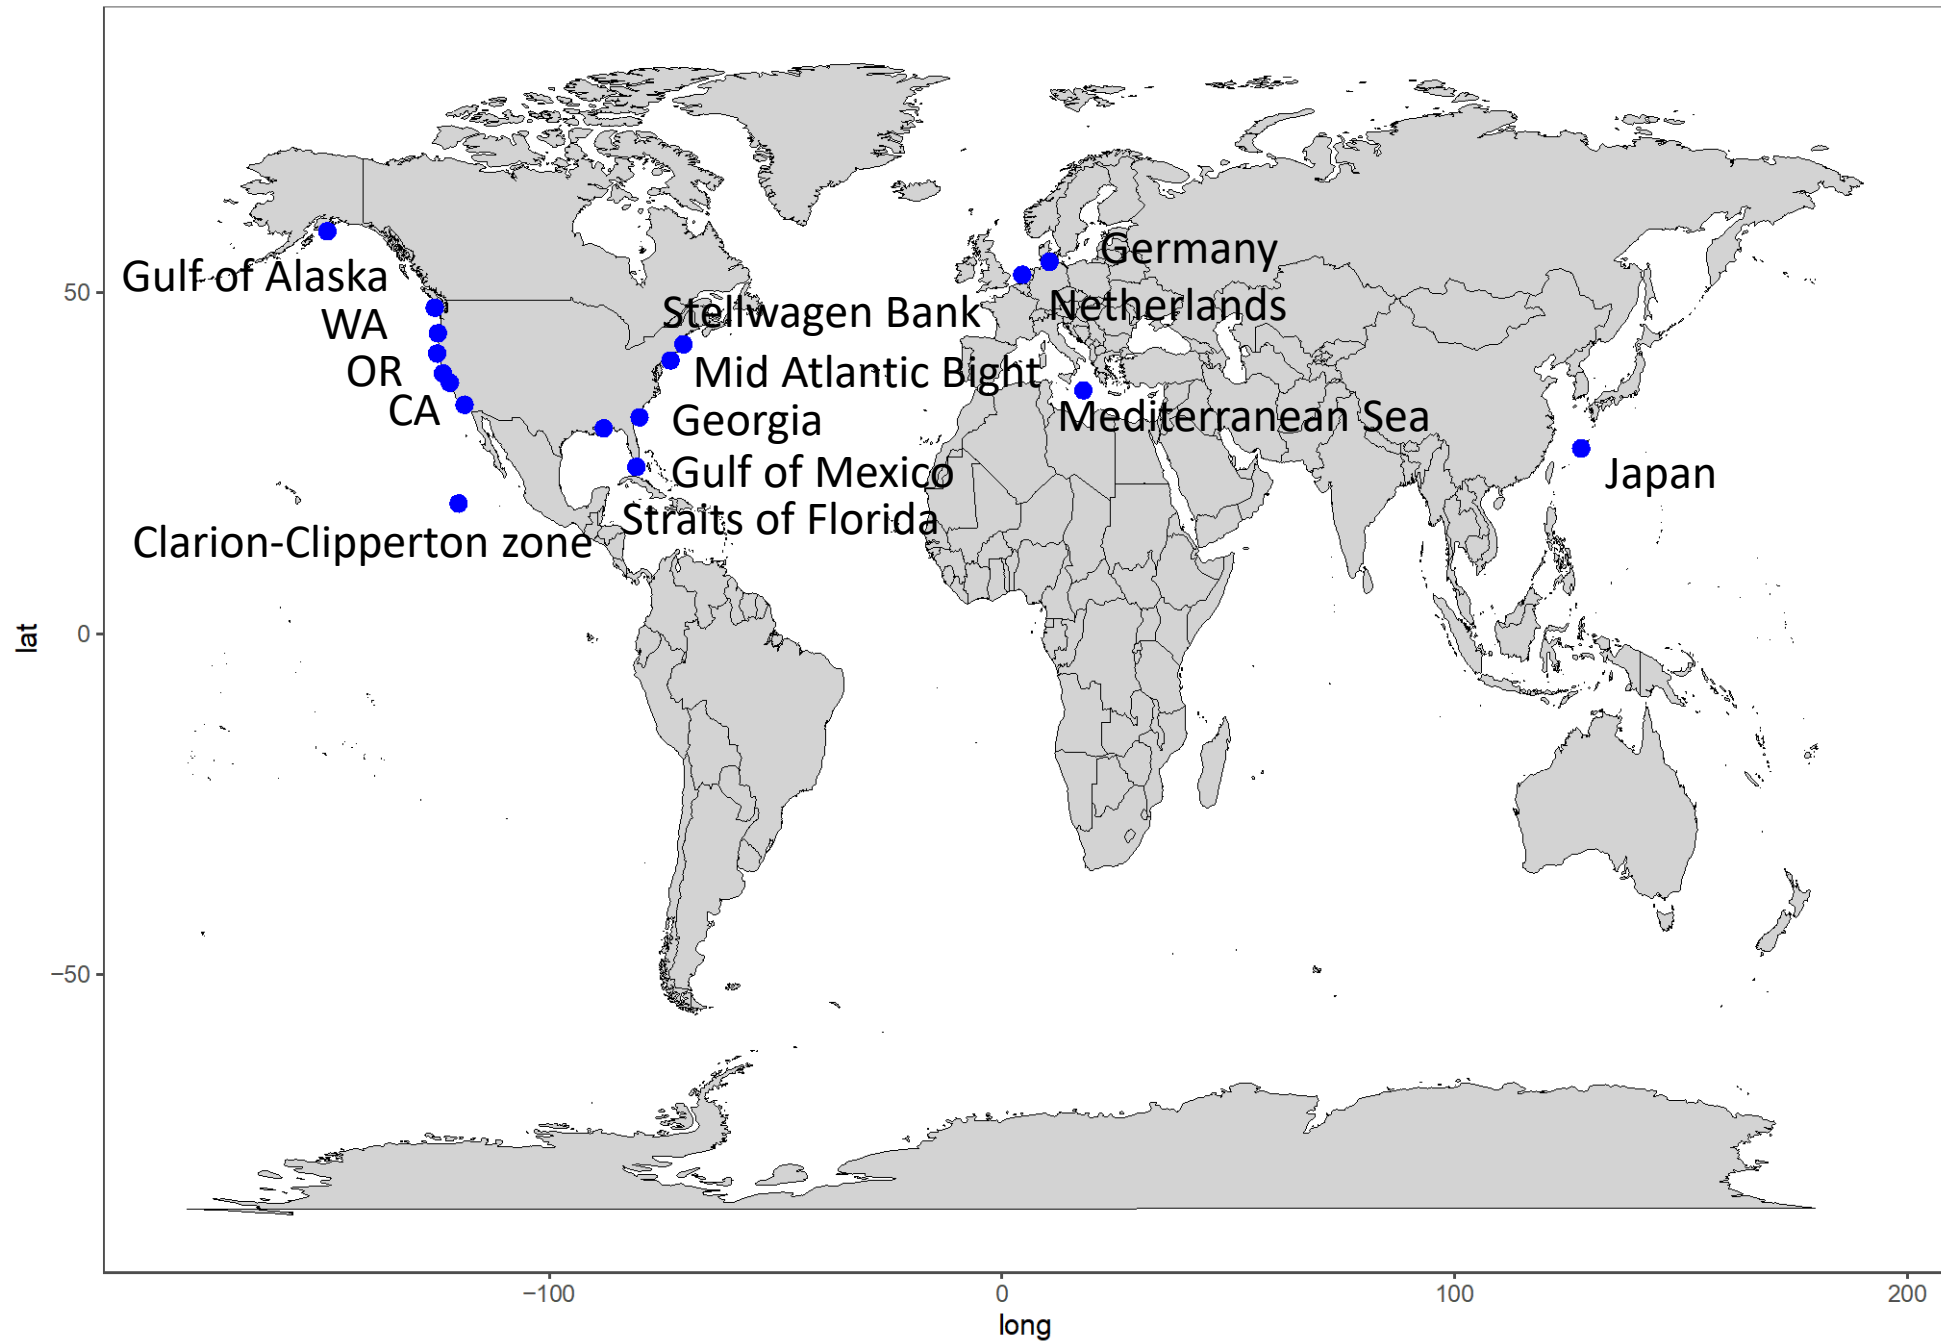 Gulf of Alaska
WA
OR
CA
Clarion-Clipperton zone
Stellwagen Bank
Mid Atlantic Bight
Georgia
Gulf of Mexico
Straits of Florida
Germany
Netherlands
Mediterranean Sea
Japan
lat
50
0
−50
−100
0
100
200
long